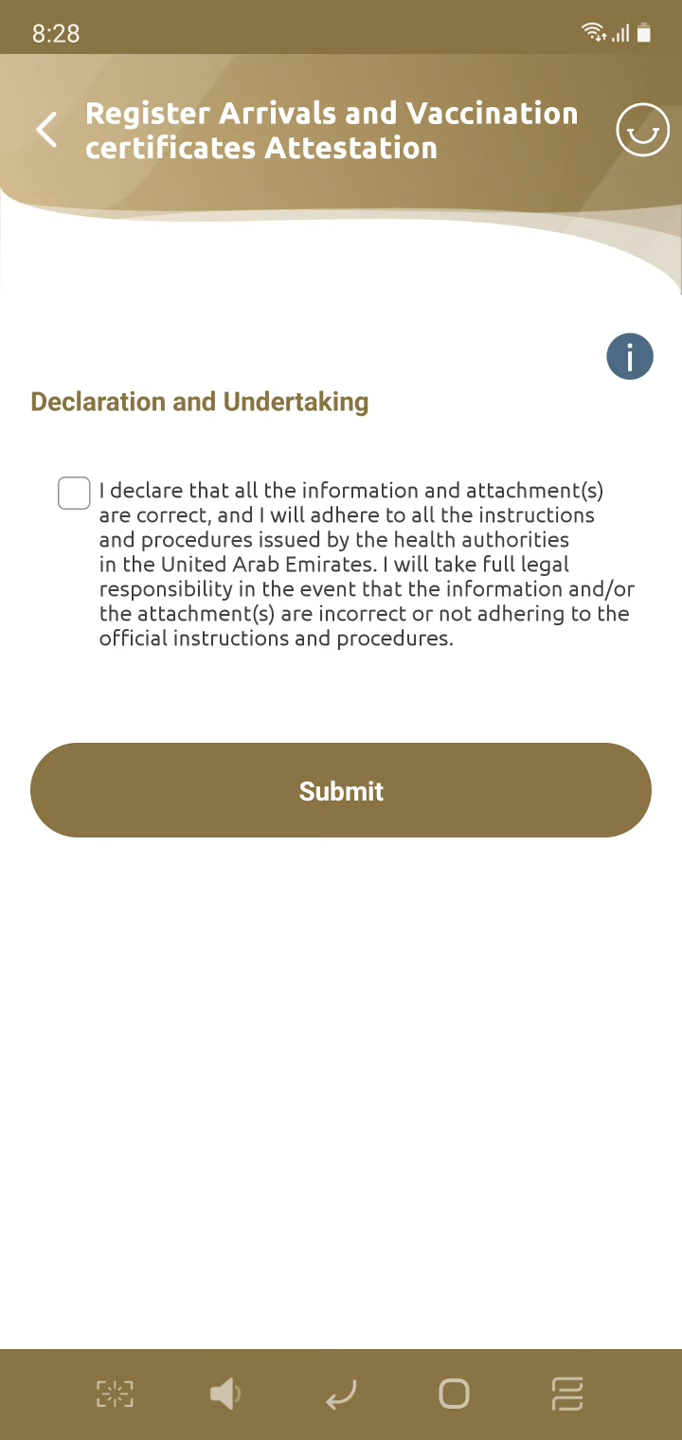 8:28
Register Arrivals and Vaccination
certificates Attestation
i
Declaration and Undertaking
I declare that all the information and attachment(s)
are correct, and I will adhere to all the instructions
and procedures issued by the health authorities
in the United Arab Emirates. I will take full legal
responsibility in the event that the information and/or
the attachment(s) are incorrect or not adhering to the
official instructions and procedures.
Submit